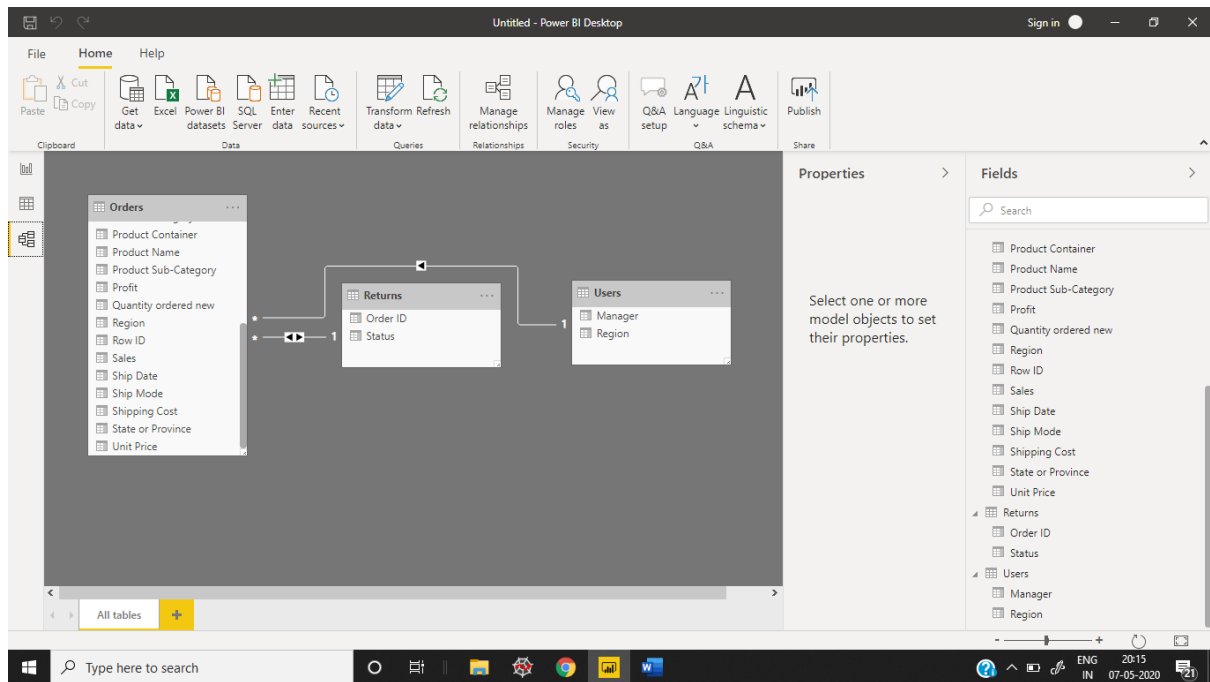 Untitled - Power BI Desktop
Sign in
File Home Help
Paste
Cut
Copy
Get data
Excel
Power BI datasets
SQL Server
Enter data
Recent sources
Transform data
Refresh
Manage relationships
Manage roles
View as
Q&A setup
Language
Linguistic schema
Publish
Clipboard
Data
Queries
Relationships
Security
Q&A
Share
Orders
Product Container
Product Name
Product Sub-Category
Profit
Quantity ordered new
Region
Row ID
Sales
Ship Date
Ship Mode
Shipping Cost
State or Province
Unit Price
*
*
1
Returns
Order ID
Status
1
Users
Manager
Region
All tables
Properties
Select one or more
model objects to set
their properties.
Fields
Search
Product Container
Product Name
Product Sub-Category
Profit
Quantity ordered new
Region
Row ID
Sales
Ship Date
Ship Mode
Shipping Cost
State or Province
Unit Price
Returns
Order ID
Status
Users
Manager
Region
Type here to search
ENG
IN
20:15
07-05-2020
21